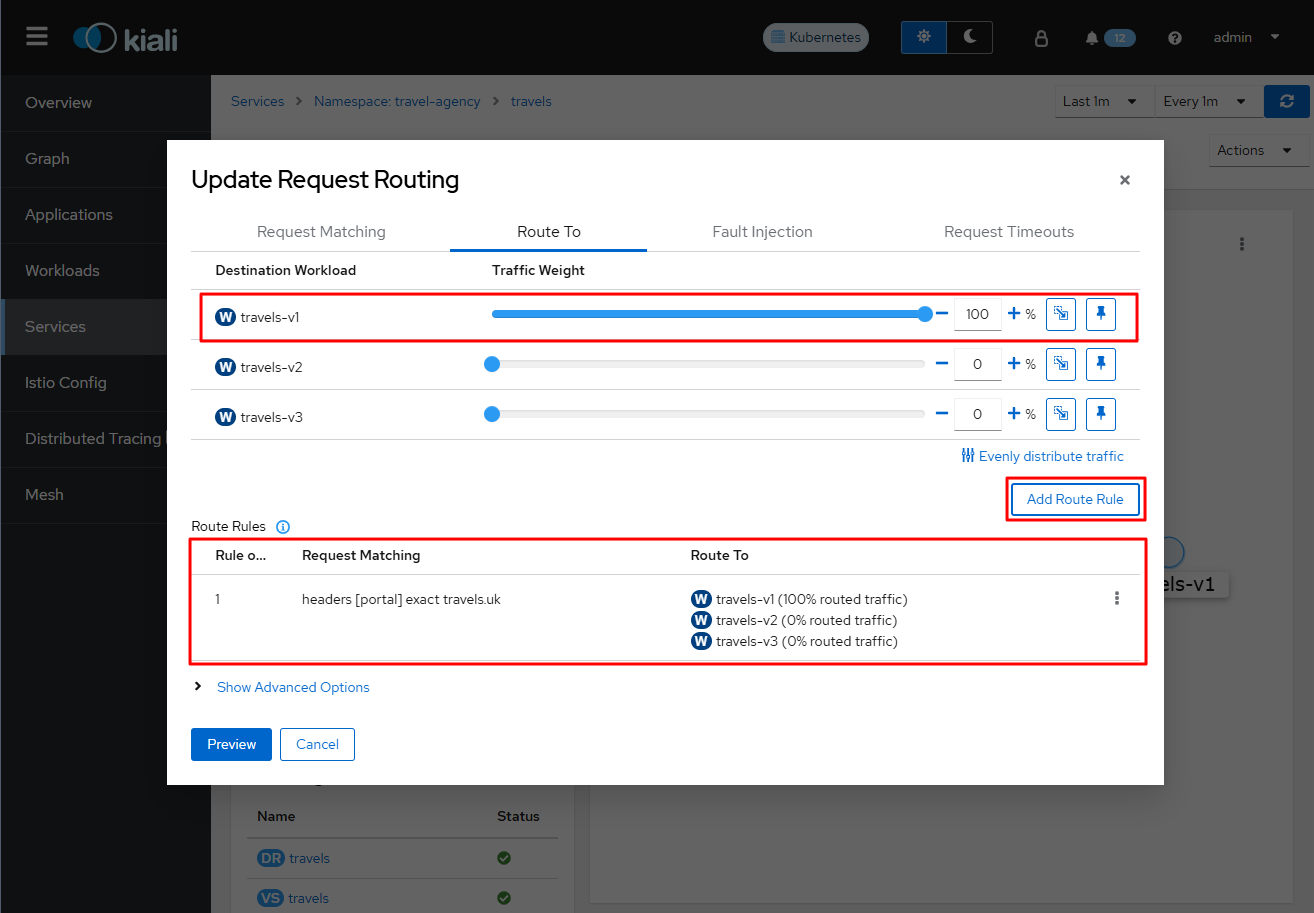 kiali
Kubernetes
12
admin
Overview
Graph
Applications
Workloads
Services
Istio Config
Distributed Tracing
Mesh
Services > Namespace: travel-agency > travels
Last 1m
Every 1m
Actions
Update Request Routing
Request Matching Route To Fault Injection Request Timeouts
Destination Workload Traffic Weight
W travels-v1 100 %
W travels-v2 0 %
W travels-v3 0 %
Evenly distribute traffic
Add Route Rule
Route Rules
Rule o... Request Matching Route To
1 headers [portal] exact travels.uk W travels-v1 (100% routed traffic)
W travels-v2 (0% routed traffic)
W travels-v3 (0% routed traffic)
Show Advanced Options
Preview Cancel
els-v1
Name Status
DR travels
VS travels